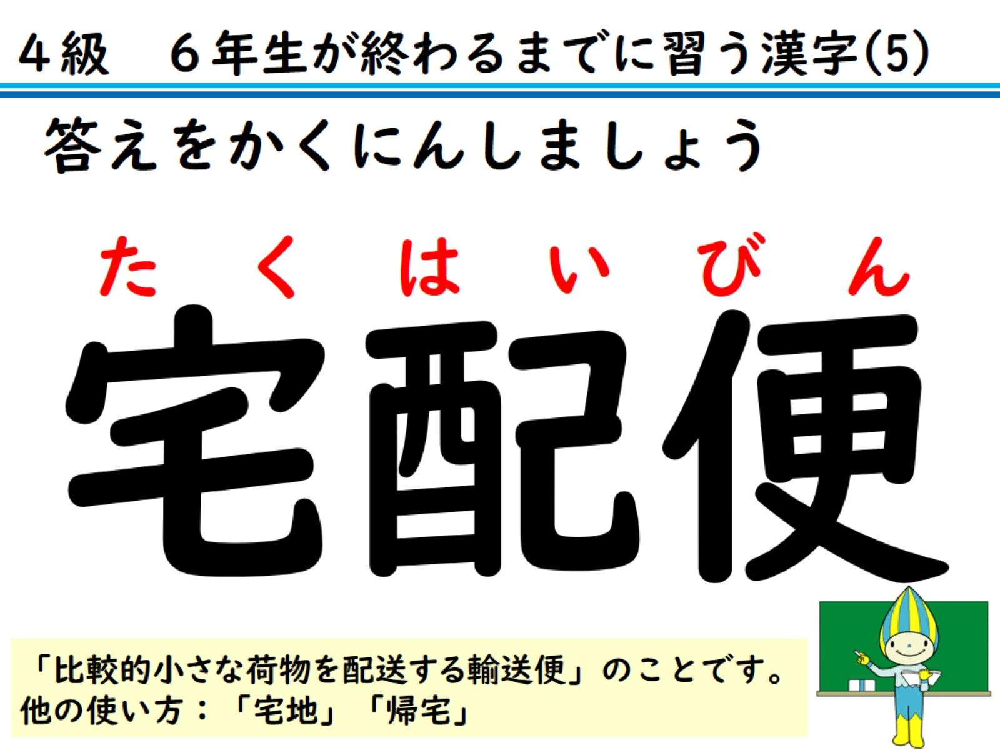 ４級　６年生が終わるまでに習う漢字(5)
答えをかくにんしましょう
たくはいびん
宅配便
「比較的小さな荷物を配送する輸送便」のことです。
他の使い方：「宅地」「帰宅」